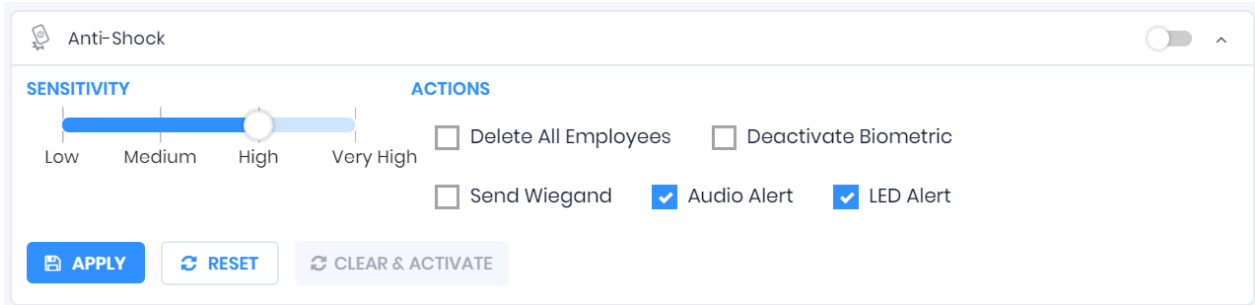 Anti-Shock
SENSITIVITY
Low Medium High Very High
ACTIONS
Delete All Employees Deactivate Biometric
Send Wiegand Audio Alert LED Alert
APPLY RESET CLEAR & ACTIVATE